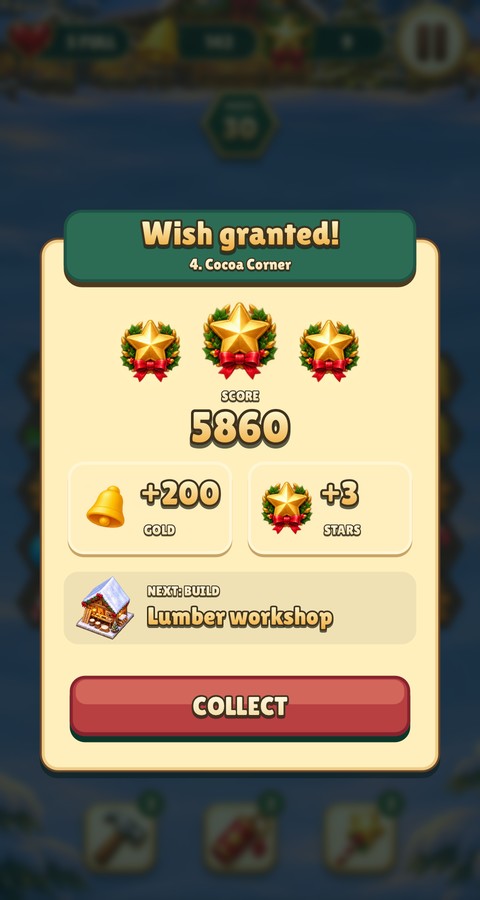 Wish granted!
4. Cocoa Corner
SCORE
5860
+200
GOLD
+3
STARS
NEXT: BUILD
Lumber workshop
COLLECT